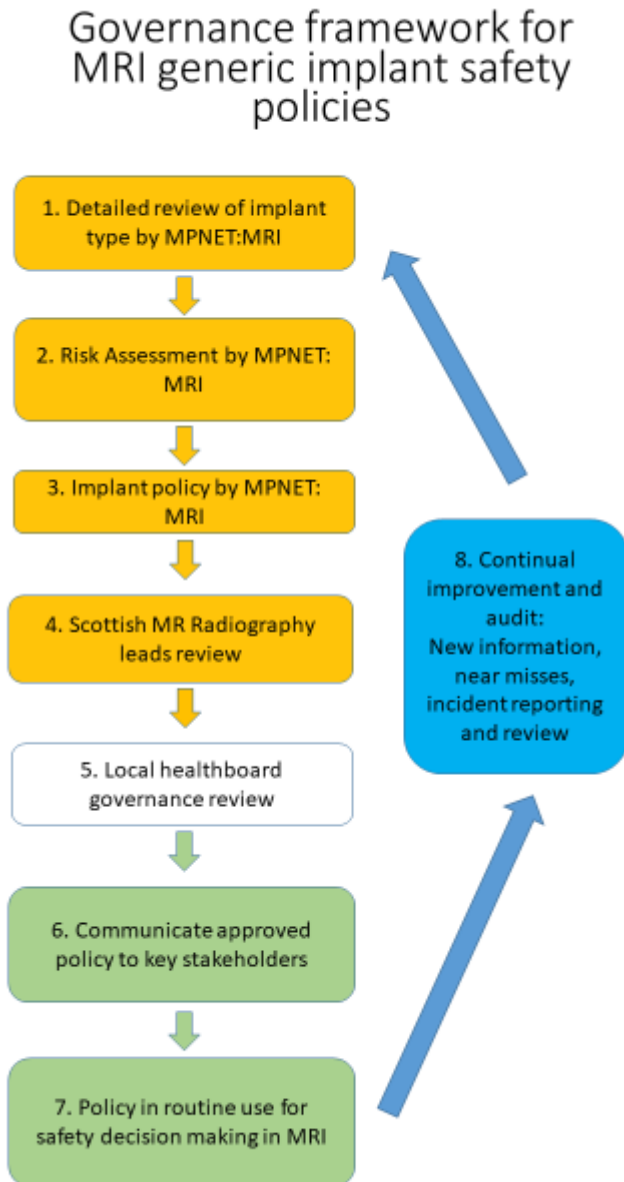 Governance framework for
MRI generic implant safety
policies
1. Detailed review of implant
type by MPNET:MRI
2. Risk Assessment by MPNET:
MRI
3. Implant policy by MPNET:
MRI
4. Scottish MR Radiography
leads review
5. Local healthboard
governance review
6. Communicate approved
policy to key stakeholders
7. Policy in routine use for
safety decision making in MRI
8. Continual
improvement and
audit:
New information,
near misses,
incident reporting
and review